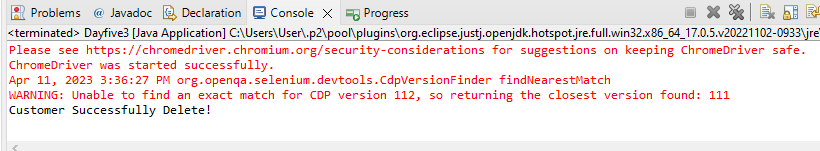 Problems @ Javadoc Declaration Console Progress
<terminated> Dayfive3 [Java Application] C:\Users\User\.p2\pool\plugins\org.eclipse.justj.openjdk.hotspot.jre.full.win32.x86_64_17.0.5.v20221102-0933\jre\
Please see https://chromedriver.chromium.org/security-considerations for suggestions on keeping ChromeDriver safe.
ChromeDriver was started successfully.
Apr 11, 2023 3:36:27 PM org.openqa.selenium.devtools.CdpVersionFinder findNearestMatch
WARNING: Unable to find an exact match for CDP version 112, so returning the closest version found: 111
Customer Successfully Delete!